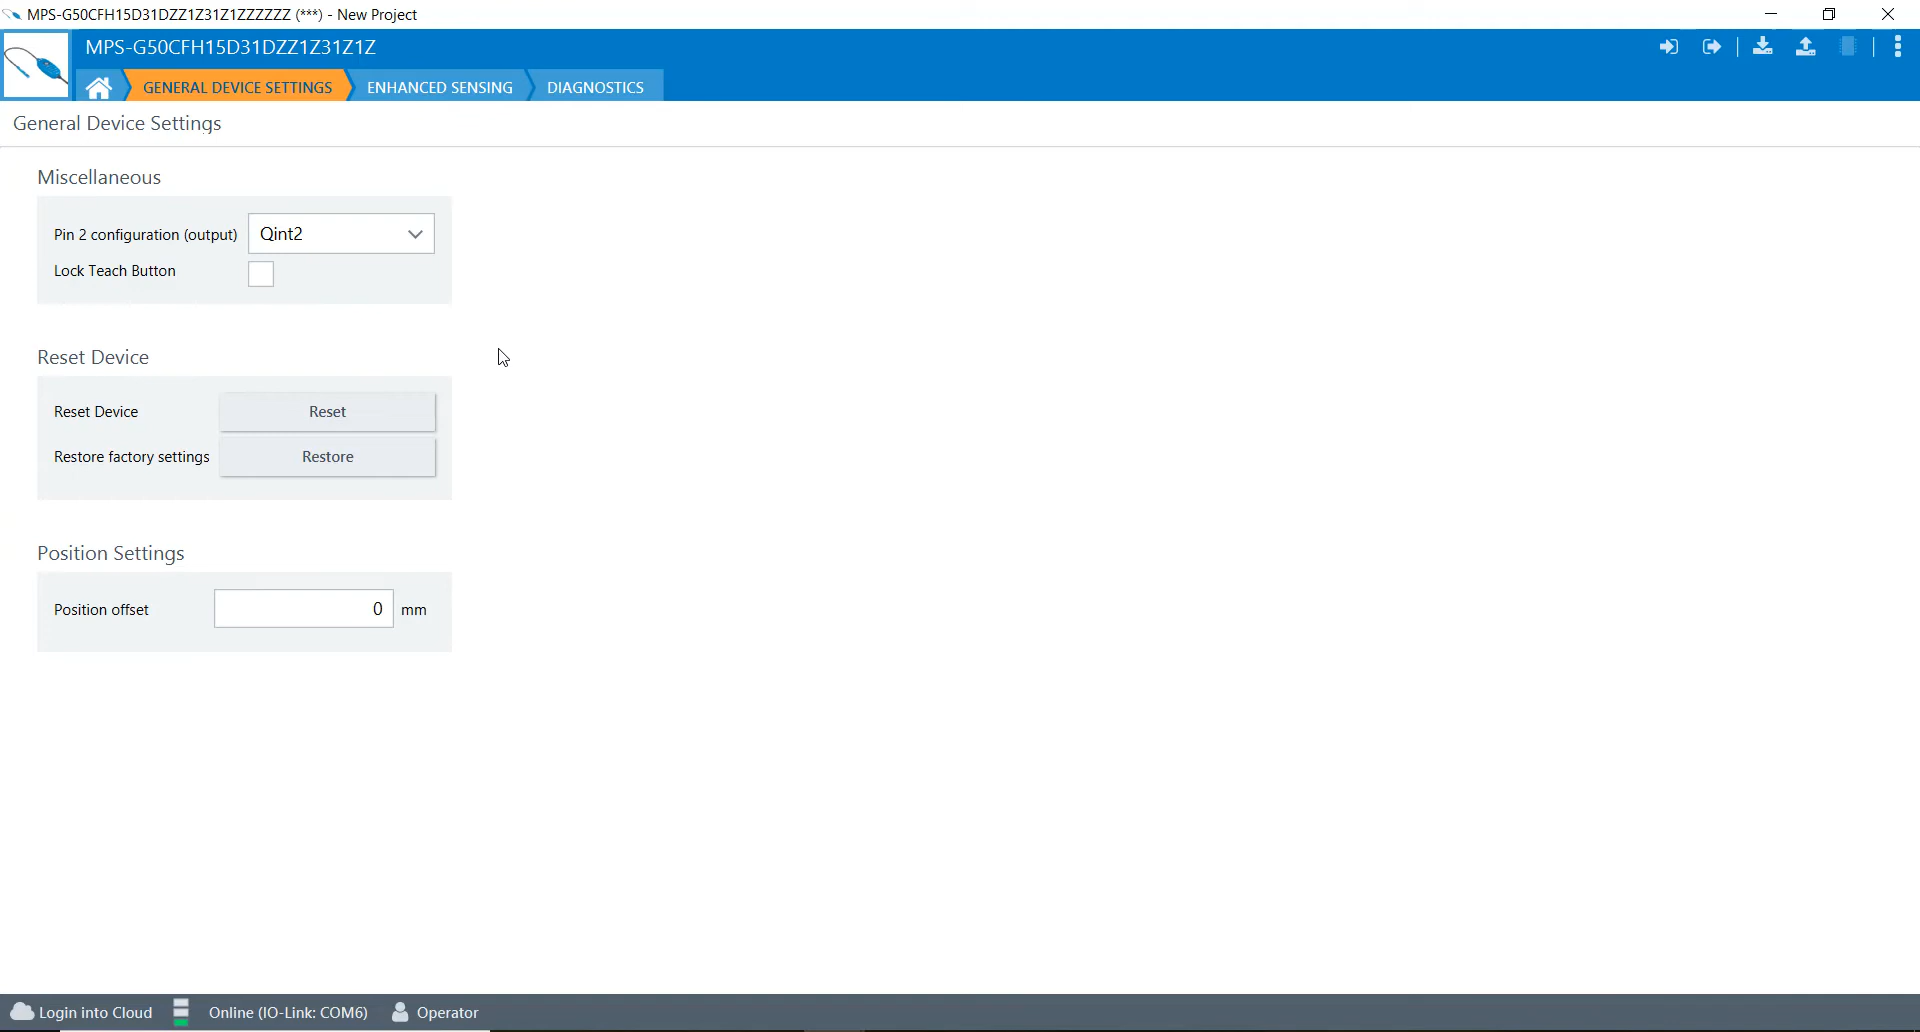 MPS-G50CFH15D31DZZ1Z31Z1ZZZZZZ (***) - New Project
MPS-G50CFH15D31DZZ1Z31Z1Z
GENERAL DEVICE SETTINGS
ENHANCED SENSING
DIAGNOSTICS
General Device Settings
Miscellaneous
Pin 2 configuration (output)
Qint2
Lock Teach Button
Reset Device
Reset Device
Reset
Restore factory settings
Restore
Position Settings
Position offset
0
mm
Login into Cloud
Online (IO-Link: COM6)
Operator